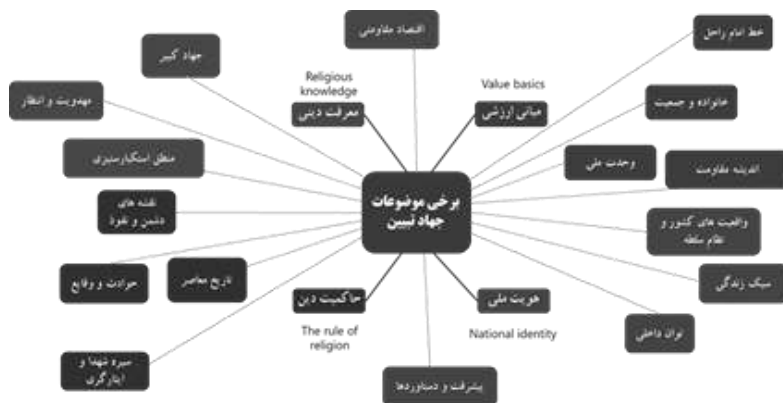 اقتصاد مقاومتی
خط امام راحل
جهاد کبیر
Religious
knowledge
معرفت دینی
Value basics
مبانی ارزشی
مهدویت و انتظار
خانواده و جمعیت
منطق استکبارستیزی
وحدت ملی
اندیشه مقاومت
برخی موضوعات
جهاد تبیین
نقشه های
دشمن و نفوذ
واقعیت های کشور و
نظام سلطه
حوادث و وقایع
تاریخ معاصر
حاکمیت دین
The rule of
religion
هویت ملی
National identity
سبک زندگی
توان داخلی
سیره شهدا و
ایثارگری
پیشرفت و دستاوردها